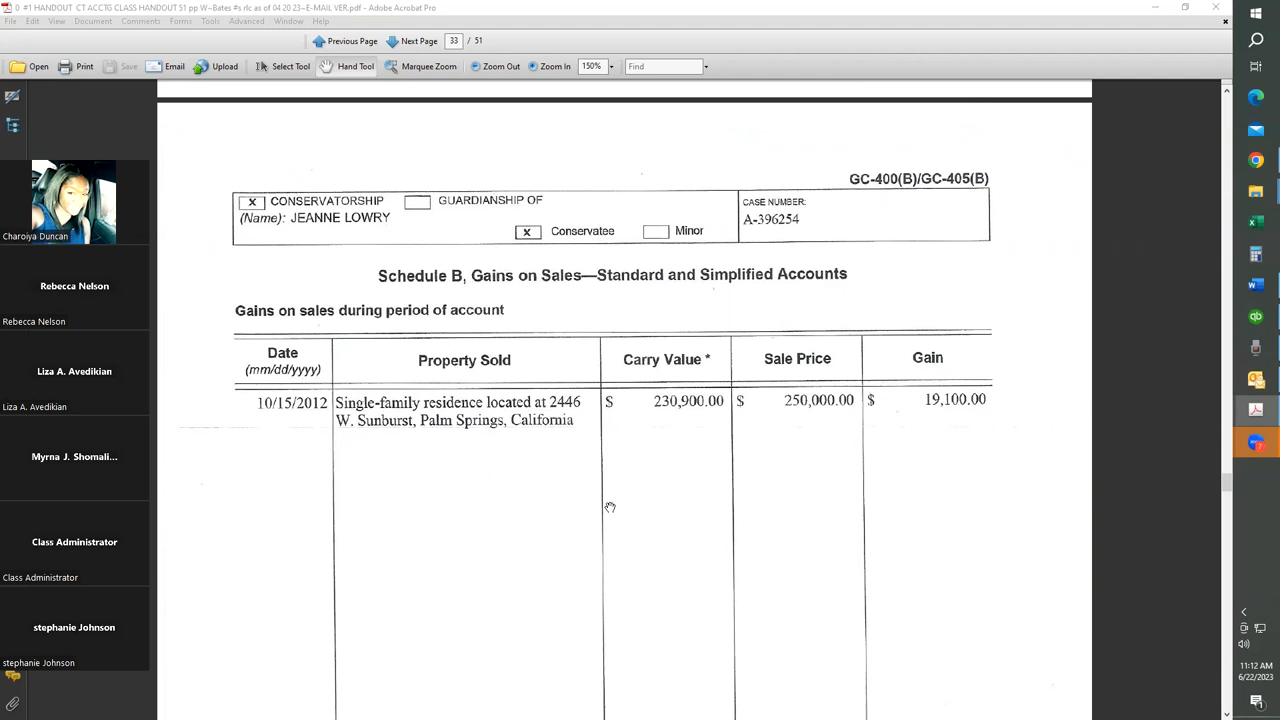 0 #1 HANDOUT CT ACCTG CLASS HANDOUT 51 pp W~Bates #s rlc as of 04 20 23~E-MAIL VER.pdf - Adobe Acrobat Pro
File Edit View Document Comments Forms Tools Advanced Window Help
Previous Page Next Page 33 / 51
Open Print Save Email Upload Select Tool Hand Tool Marquee Zoom Zoom Out Zoom In 150% Find
GC-400(B)/GC-405(B)
x CONSERVATORSHIP GUARDIANSHIP OF
(Name): JEANNE LOWRY
x Conservatee Minor
CASE NUMBER:
A-396254
Schedule B, Gains on Sales—Standard and Simplified Accounts
Gains on sales during period of account
Date
(mm/dd/yyyy)
Property Sold
Carry Value *
Sale Price
Gain
10/15/2012 Single-family residence located at 2446 $ 230,900.00 $ 250,000.00 $ 19,100.00
W. Sunburst, Palm Springs, California
Charoiya Duncan
Rebecca Nelson
Rebecca Nelson
Liza A. Avedikian
Liza A. Avedikian
Myrna J. Shomali...
Class Administrator
Class Administrator
stephanie Johnson
stephanie Johnson
11:12 AM
6/22/2023